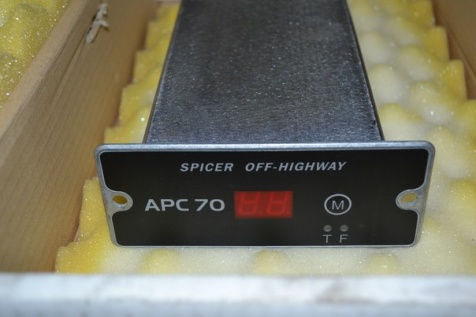 SPICER OFF-HIGHWAY
APC 70
M
T F